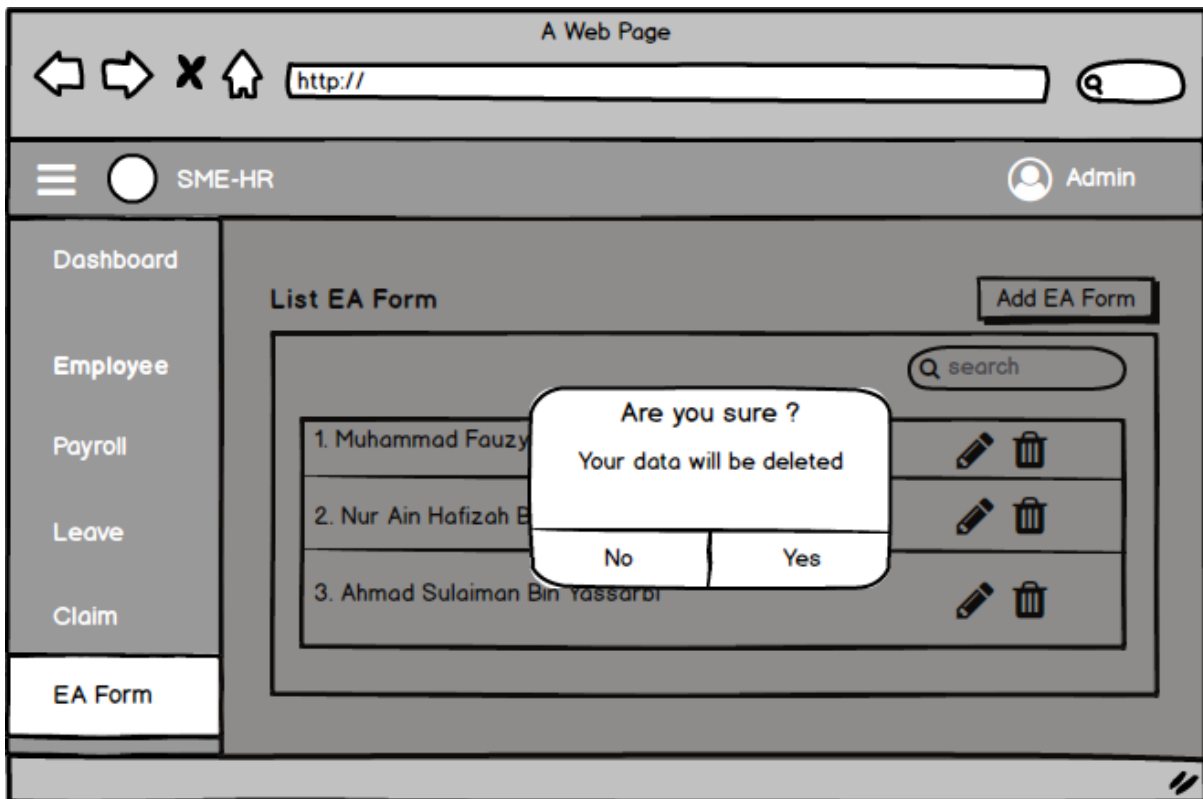 A Web Page
http://
SME-HR
Admin
Dashboard
Employee
Payroll
Leave
Claim
EA Form
List EA Form
Add EA Form
search
1. Muhammad Fauzy
2. Nur Ain Hafizah B
3. Ahmad Sulaiman Bin Yassarbi
Are you sure ?
Your data will be deleted
No
Yes